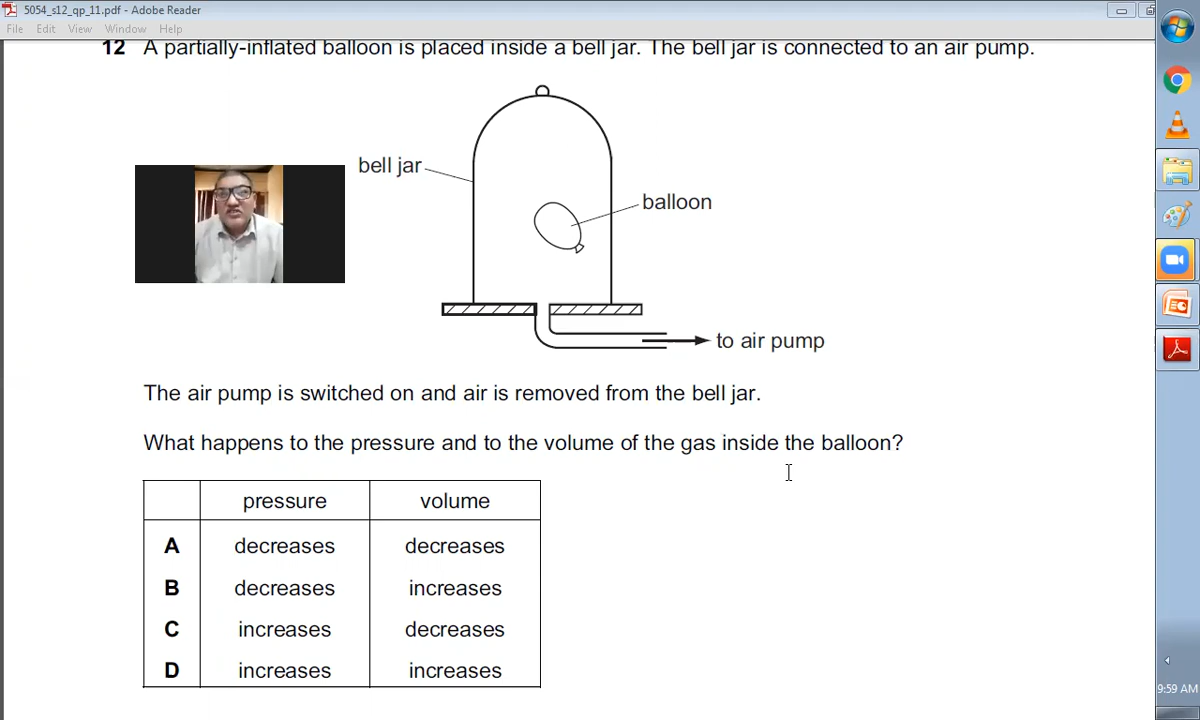 5054_s12_qp_11.pdf - Adobe Reader
File Edit View Window Help
12 A partially-inflated balloon is placed inside a bell jar. The bell jar is connected to an air pump.
bell jar
balloon
to air pump
The air pump is switched on and air is removed from the bell jar.
What happens to the pressure and to the volume of the gas inside the balloon?
pressure volume
A decreases decreases
B decreases increases
C increases decreases
D increases increases
9:59 AM